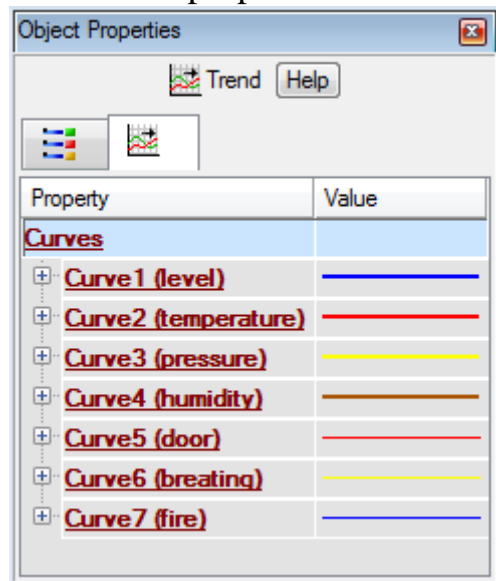 Object Properties
Trend Help
Property Value
Curves
Curve1 (level)
Curve2 (temperature)
Curve3 (pressure)
Curve4 (humidity)
Curve5 (door)
Curve6 (breating)
Curve7 (fire)